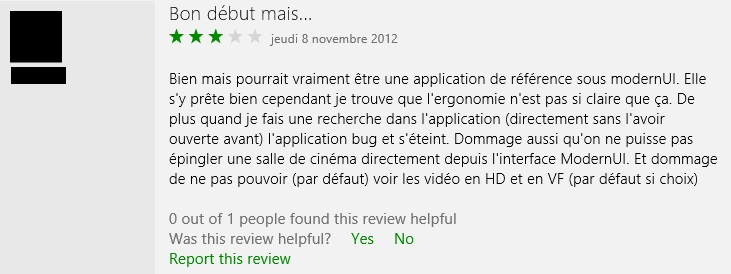 Bon début mais...
jeudi 8 novembre 2012
Bien mais pourrait vraiment être une application de référence sous modernUI. Elle
s'y prête bien cependant je trouve que l'ergonomie n'est pas si claire que ça. De
plus quand je fais une recherche dans l'application (directement sans l'avoir
ouverte avant) l'application bug et s'éteint. Dommage aussi qu'on ne puisse pas
épingler une salle de cinéma directement depuis l'interface ModernUI. Et dommage
de ne pas pouvoir (par défaut) voir les vidéo en HD et en VF (par défaut si choix)
0 out of 1 people found this review helpful
Was this review helpful? Yes No
Report this review